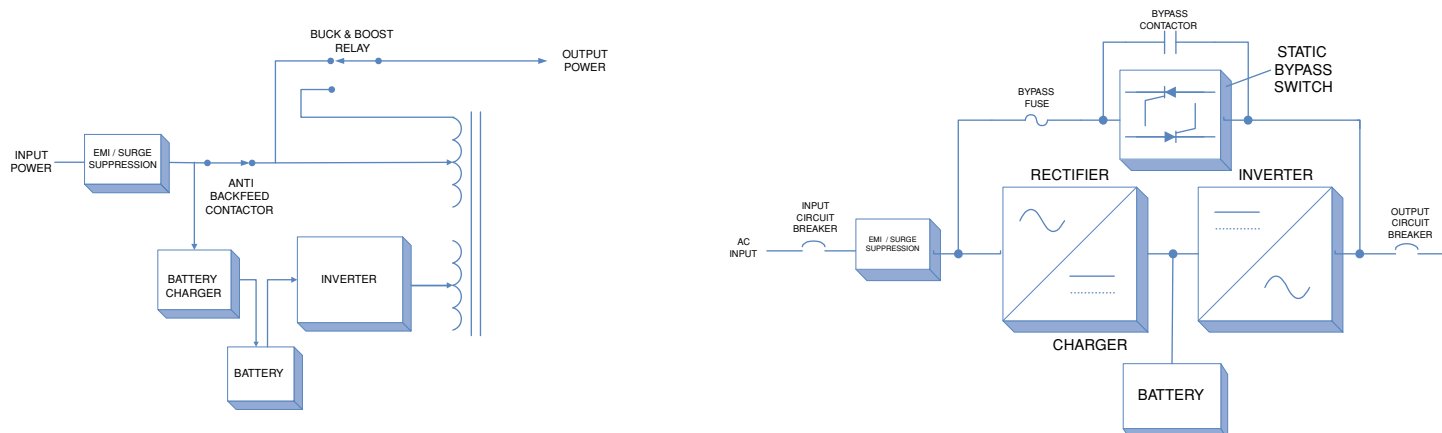 BUCK & BOOST
RELAY
OUTPUT
POWER
INPUT
POWER
EMI / SURGE
SUPPRESSION
ANTI
BACKFEED
CONTACTOR
BATTERY
CHARGER
INVERTER
BATTERY
BYPASS
CONTACTOR
STATIC
BYPASS
SWITCH
BYPASS
FUSE
RECTIFIER
INVERTER
INPUT
CIRCUIT
BREAKER
OUTPUT
CIRCUIT
BREAKER
AC
INPUT
EMI / SURGE
SUPPRESSION
CHARGER
BATTERY